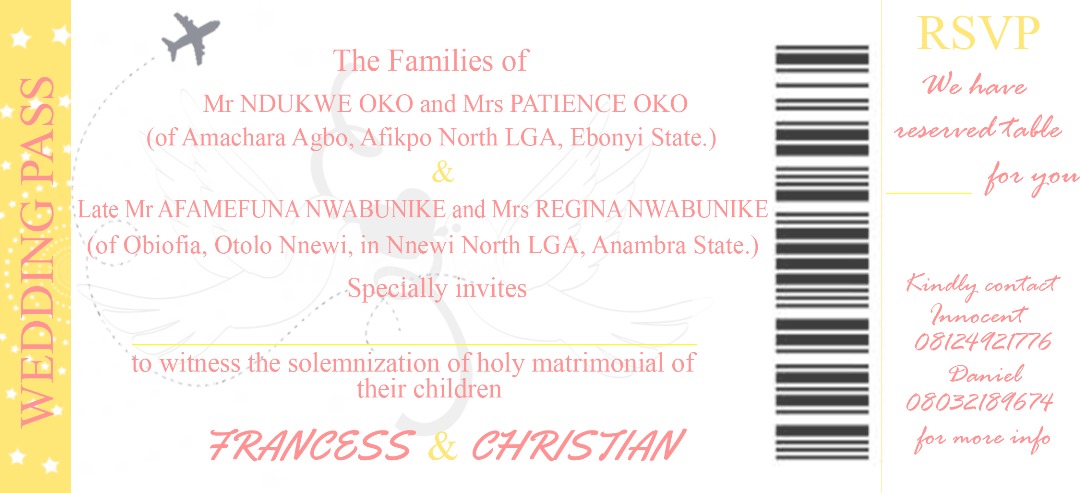 WEDDING PASS
The Families of
Mr NDUKWE OKO and Mrs PATIENCE OKO
(of Amachara Agbo, Afikpo North LGA, Ebonyi State.)
&
Late Mr AFAMEFUNA NWABUNIKE and Mrs REGINA NWABUNIKE
(of Obiofia, Otolo Nnewi, in Nnewi North LGA, Anambra State.)
Specially invites
to witness the solemnization of holy matrimonial of
their children
FRANCESS & CHRISTIAN
RSVP
We have
reserved table
for you
Kindly contact
Innocent
08124921776
Daniel
08032189674
for more info